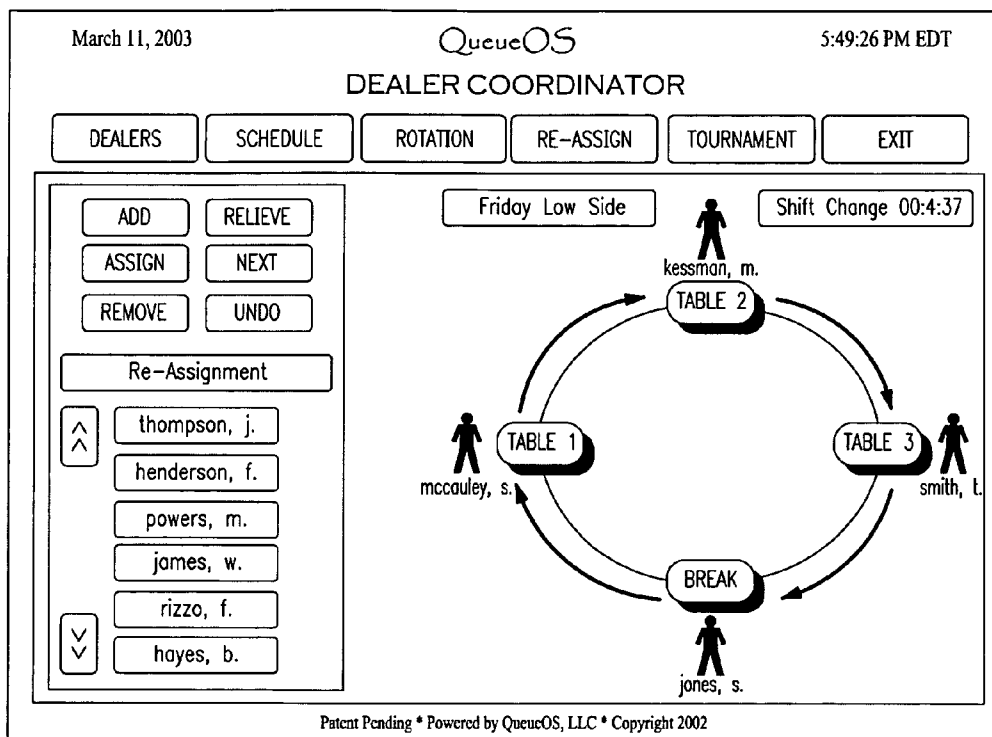 March 11, 2003
QueueOS
5:49:26 PM EDT
DEALER COORDINATOR
DEALERS
SCHEDULE
ROTATION
RE-ASSIGN
TOURNAMENT
EXIT
ADD
RELIEVE
ASSIGN
NEXT
REMOVE
UNDO
Re-Assignment
thompson, j.
henderson, f.
powers, m.
james, w.
rizzo, f.
hayes, b.
Friday Low Side
Shift Change 00:4:37
kessman, m.
TABLE 2
TABLE 1
mccauley, s.
TABLE 3
smith, t.
BREAK
jones, s.
Patent Pending * Powered by QueueOS, LLC * Copyright 2002